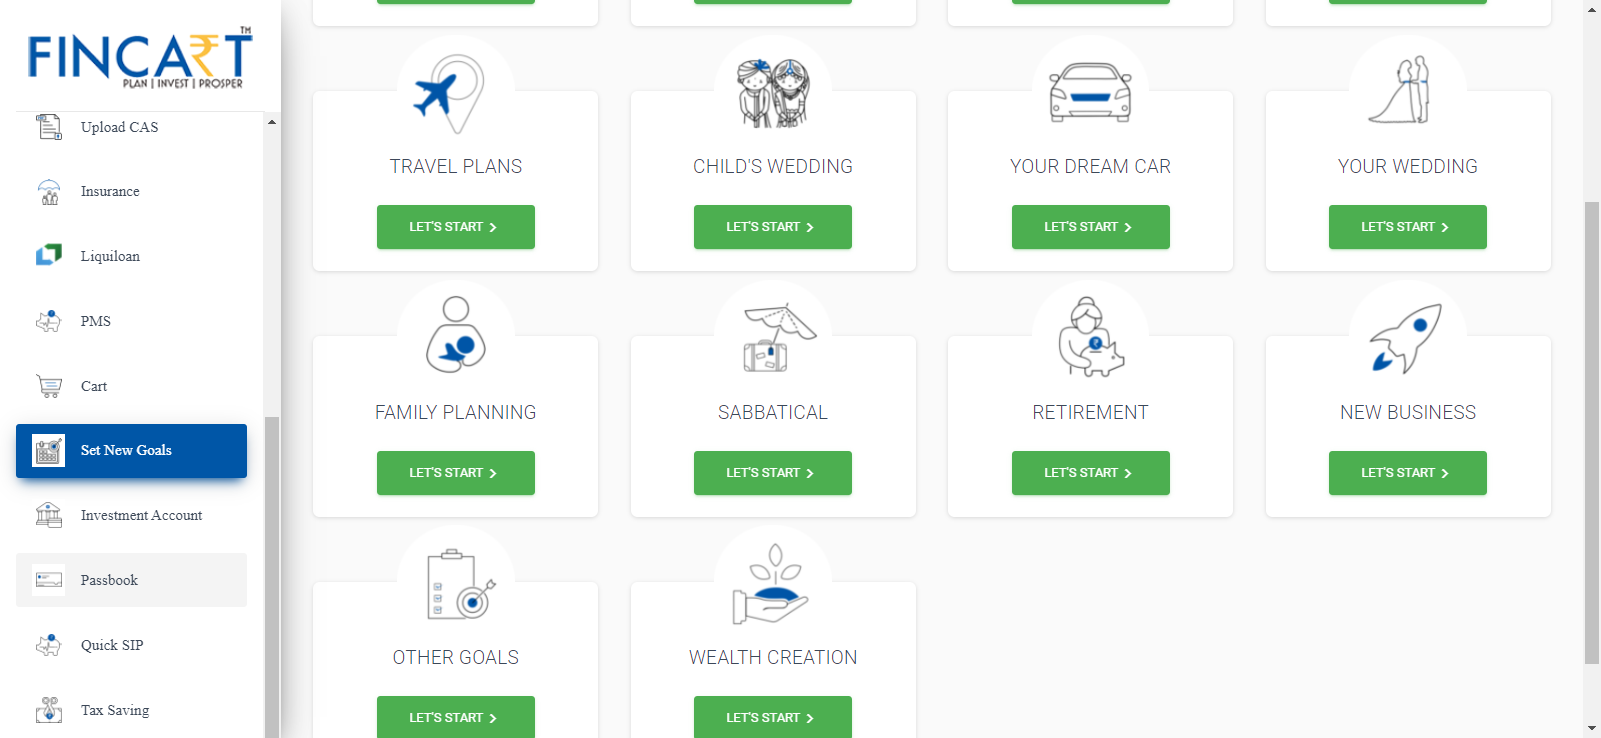 FINCART TM
PLAN | INVEST | PROSPER
Upload CAS
Insurance
Liquiloan
PMS
Cart
Set New Goals
Investment Account
Passbook
Quick SIP
Tax Saving
TRAVEL PLANS
LET'S START
CHILD'S WEDDING
LET'S START
YOUR DREAM CAR
LET'S START
YOUR WEDDING
LET'S START
FAMILY PLANNING
LET'S START
SABBATICAL
LET'S START
RETIREMENT
LET'S START
NEW BUSINESS
LET'S START
OTHER GOALS
LET'S START
WEALTH CREATION
LET'S START